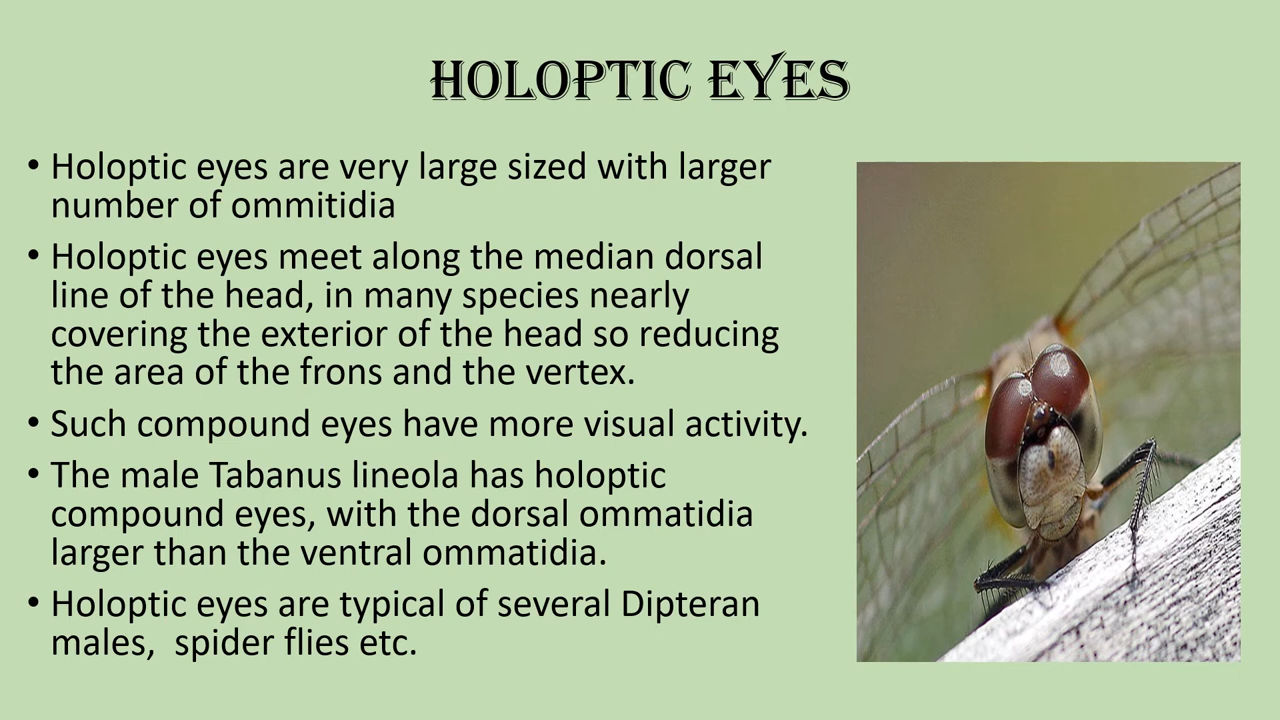 HOLOPTIC EYES
• Holoptic eyes are very large sized with larger
number of ommitidia
• Holoptic eyes meet along the median dorsal
line of the head, in many species nearly
covering the exterior of the head so reducing
the area of the frons and the vertex.
• Such compound eyes have more visual activity.
• The male Tabanus lineola has holoptic
compound eyes, with the dorsal ommatidia
larger than the ventral ommatidia.
• Holoptic eyes are typical of several Dipteran
males,  spider flies etc.